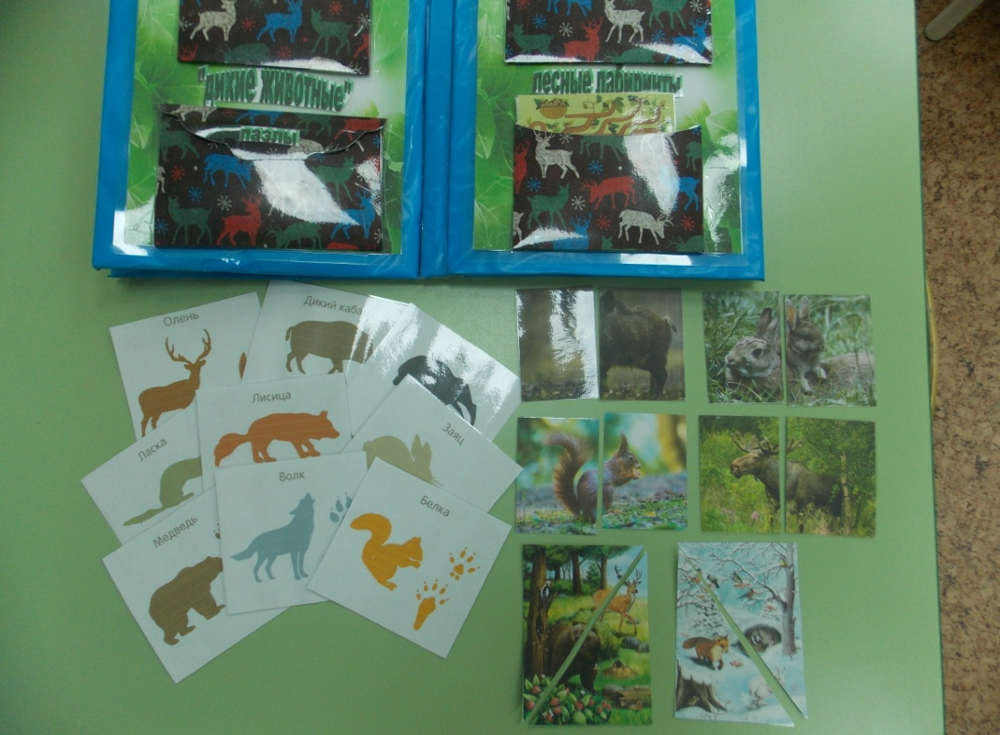 "дикие животные"
лесные лабиринты
пазлы
Олень
Дикий каба
Лисица
Заяц
Ласка
Волк
Белка
Медведь